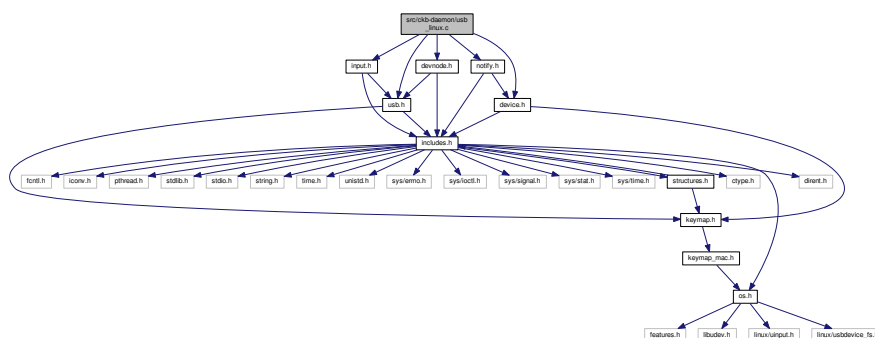 src/ckb-daemon/usb
_linux.c
input.h
devnode.h
notify.h
usb.h
device.h
includes.h
fcntl.h
iconv.h
pthread.h
stdlib.h
stdio.h
string.h
time.h
unistd.h
sys/errno.h
sys/ioctl.h
sys/signal.h
sys/stat.h
sys/time.h
structures.h
ctype.h
dirent.h
keymap.h
keymap_mac.h
os.h
features.h
libudev.h
linux/uinput.h
linux/usbdevice_fs.h